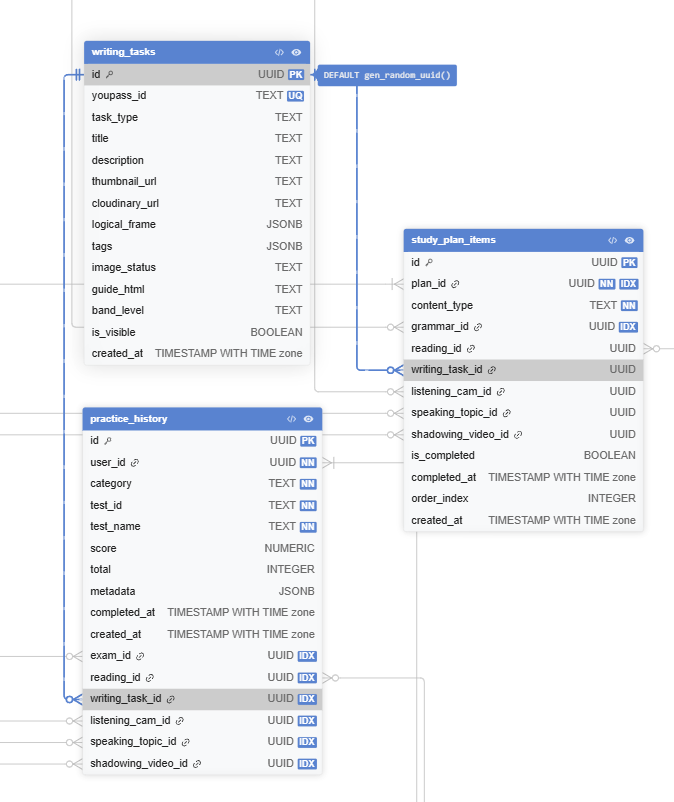 writing_tasks
id UUID PK
DEFAULT gen_random_uuid()
youpass_id TEXT UQ
task_type TEXT
title TEXT
description TEXT
thumbnail_url TEXT
cloudinary_url TEXT
logical_frame JSONB
tags JSONB
image_status TEXT
guide_html TEXT
band_level TEXT
is_visible BOOLEAN
created_at TIMESTAMP WITH TIME zone
study_plan_items
id UUID PK
plan_id UUID NN IDX
content_type TEXT NN
grammar_id UUID IDX
reading_id UUID
writing_task_id UUID
listening_cam_id UUID
speaking_topic_id UUID
shadowing_video_id UUID
is_completed BOOLEAN
completed_at TIMESTAMP WITH TIME zone
order_index INTEGER
created_at TIMESTAMP WITH TIME zone
practice_history
id UUID PK
user_id UUID NN
category TEXT NN
test_id TEXT NN
test_name TEXT NN
score NUMERIC
total INTEGER
metadata JSONB
completed_at TIMESTAMP WITH TIME zone
created_at TIMESTAMP WITH TIME zone
exam_id UUID IDX
reading_id UUID IDX
writing_task_id UUID IDX
listening_cam_id UUID IDX
speaking_topic_id UUID IDX
shadowing_video_id UUID IDX